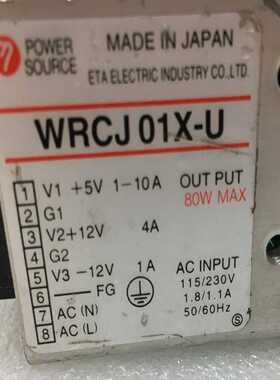 POWER MADE IN JAPAN
SOURCE ETA ELECTRIC INDUSTRY CO.,LTD.
WRCJ 01X-U
1 V1 +5V 1-10A OUT PUT
2 G1 80W MAX
3 V2+12V 4A
4 G2
5 V3 -12V 1A AC INPUT
6 — FG 115/230V
7 AC (N) 1.8/1.1A
8 AC (L) 50/60Hz Ⓢ